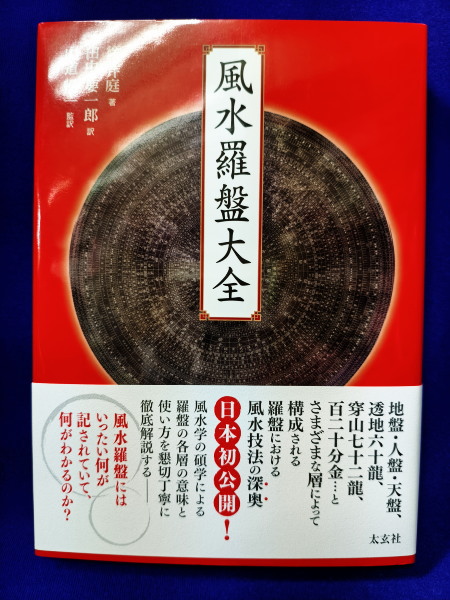 風水羅盤大全
庭 著
一郎 訳
監訳
地盤・人盤・天盤、
透地六十龍、
穿山七十二龍、
百二十分金…と
さまざまな層によって
構成される
羅盤における
風水技法の深奥
日本初公開！
風水学の碩学による
羅盤の各層の意味と
使い方を懇切丁寧に
徹底解説する——
風水羅盤には
いったい何が
記されていて、
何がわかるのか？
太玄社